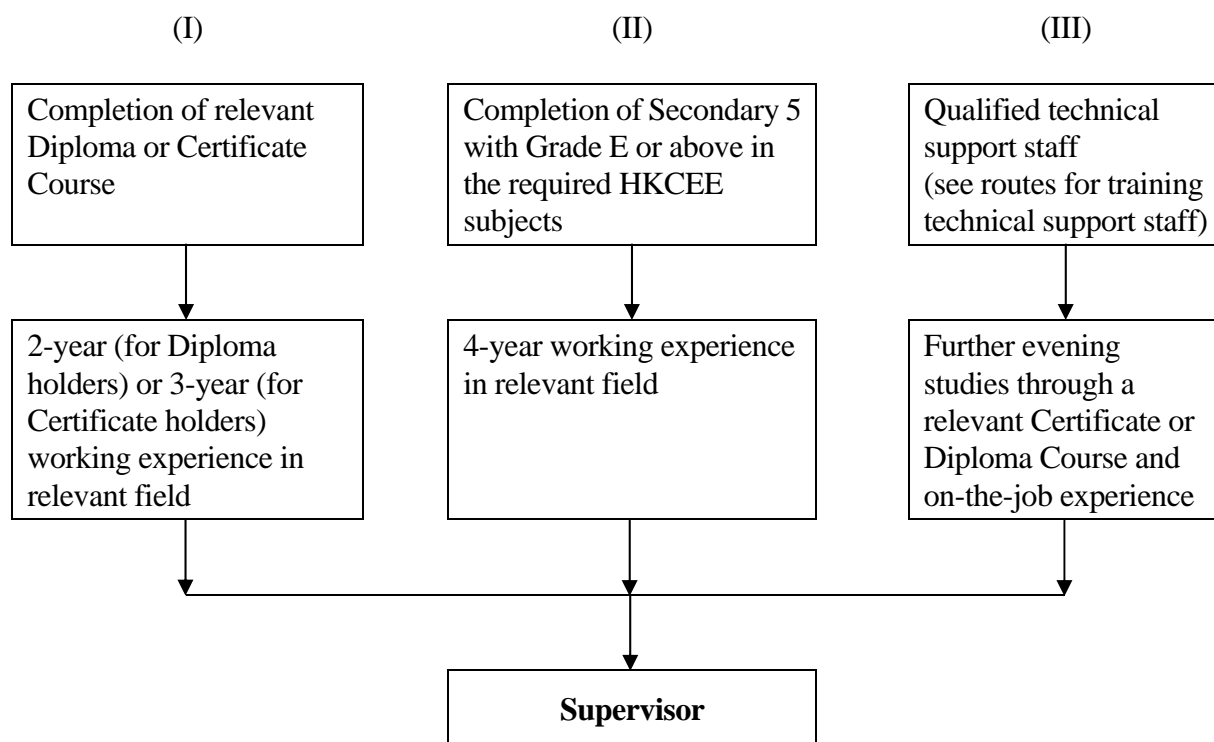 (I)
(II)
(III)
Completion of relevant
Diploma or Certificate
Course
Completion of Secondary 5
with Grade E or above in
the required HKCEE
subjects
Qualified technical
support staff
(see routes for training
technical support staff)
2-year (for Diploma
holders) or 3-year (for
Certificate holders)
working experience in
relevant field
4-year working experience
in relevant field
Further evening
studies through a
relevant Certificate or
Diploma Course and
on-the-job experience
Supervisor